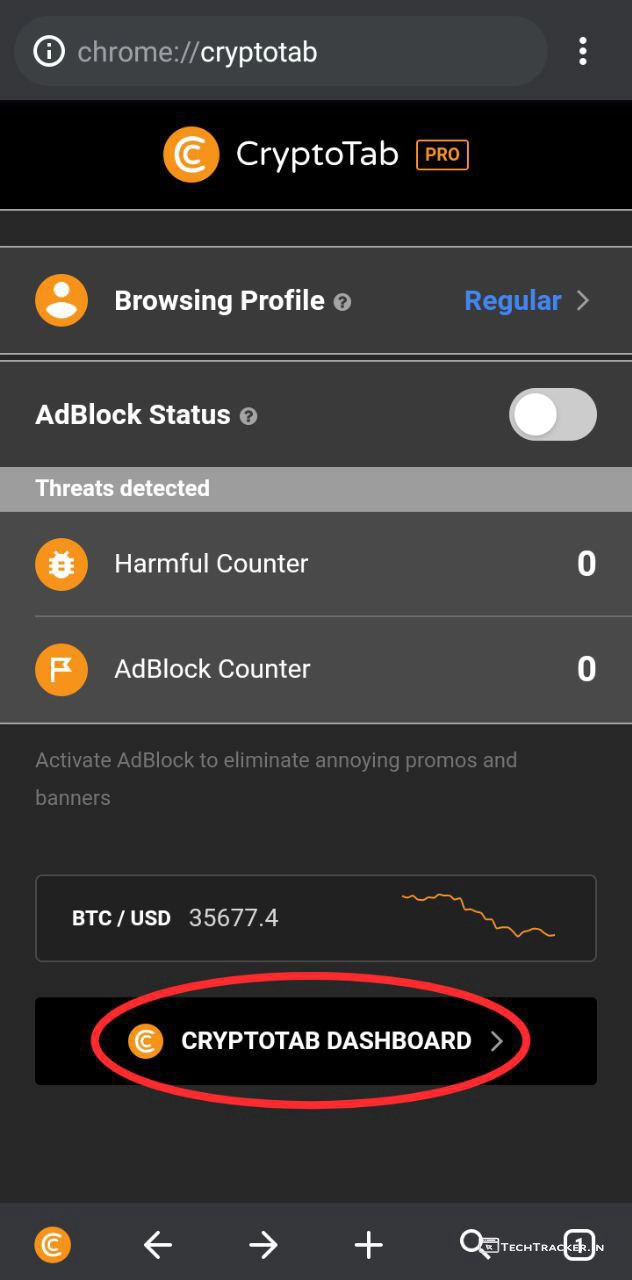 chrome://cryptotab
CryptoTab PRO
Browsing Profile ? Regular
AdBlock Status ?
Threats detected
Harmful Counter 0
AdBlock Counter 0
Activate AdBlock to eliminate annoying promos and
banners
BTC / USD 35677.4
CRYPTOTAB DASHBOARD
TECHTRACKER.IN 1